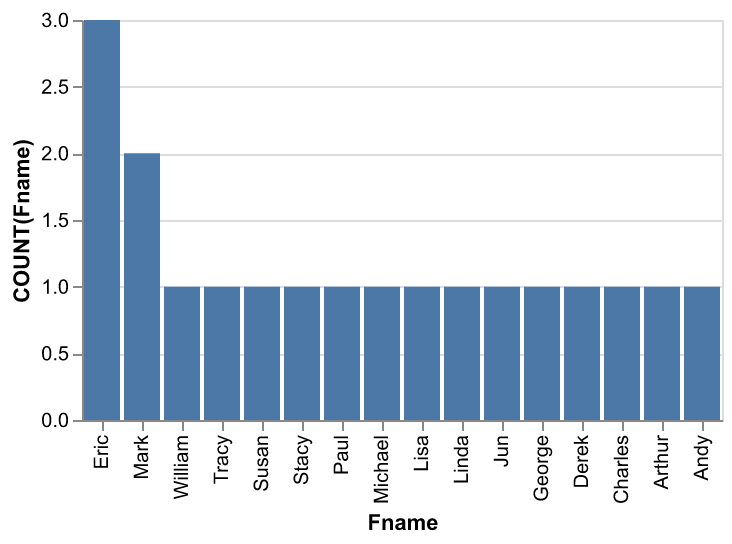 3.0
2.5
2.0
1.5
1.0
0.5
0.0
COUNT(Fname)
Eric
Mark
William
Tracy
Susan
Stacy
Paul
Michael
Lisa
Linda
Jun
George
Derek
Charles
Arthur
Andy
Fname